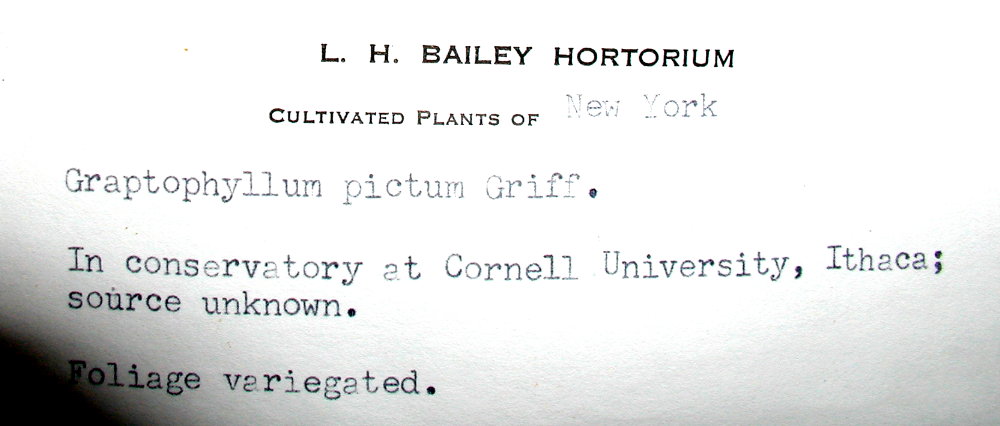 L. H. BAILEY HORTORIUM
CULTIVATED PLANTS OF New York
Graptophyllum pictum Griff.
In conservatory at Cornell University, Ithaca;
source unknown.
Foliage variegated.